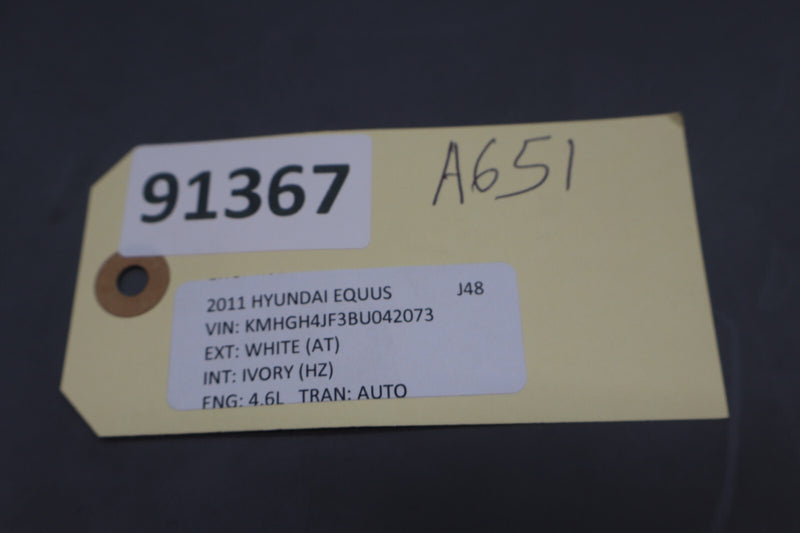 91367
A651
2011 HYUNDAI EQUUS J48
VIN: KMHGH4JF3BU042073
EXT: WHITE (AT)
INT: IVORY (HZ)
ENG: 4.6L TRAN: AUTO